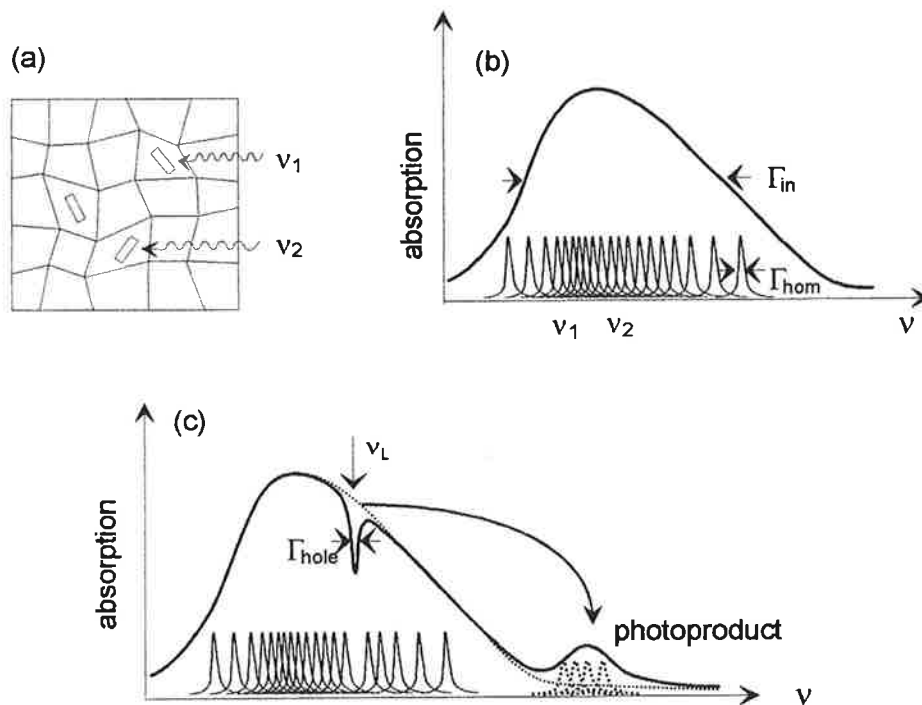 (a)
ν1
ν2
(b)
absorption
Γin
Γhom
ν1 ν2 ν
(c)
νL
absorption
Γhole
photoproduct
ν